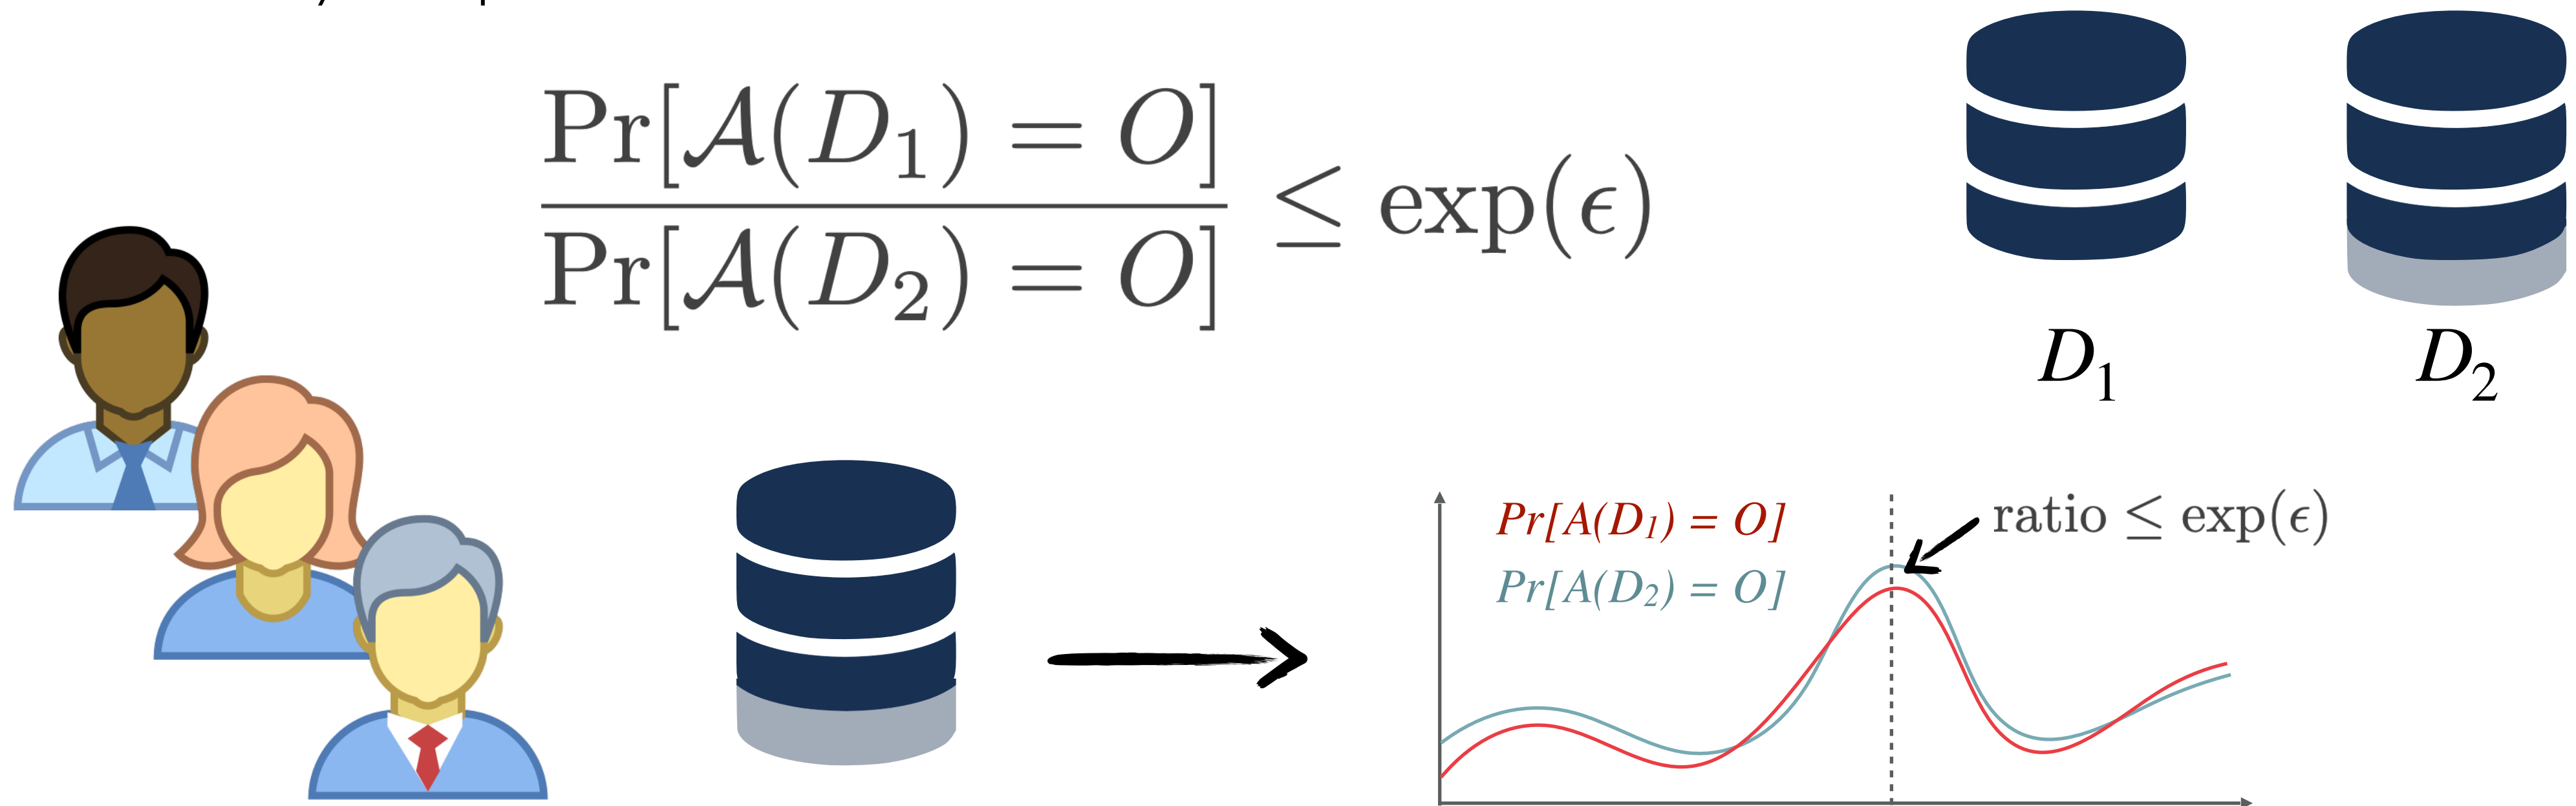 Pr[𝒜(D₁) = O]
Pr[𝒜(D₂) = O]
≤ exp(ϵ)
D₁
D₂
Pr[A(D₁) = O]
Pr[A(D₂) = O]
ratio ≤ exp(ϵ)